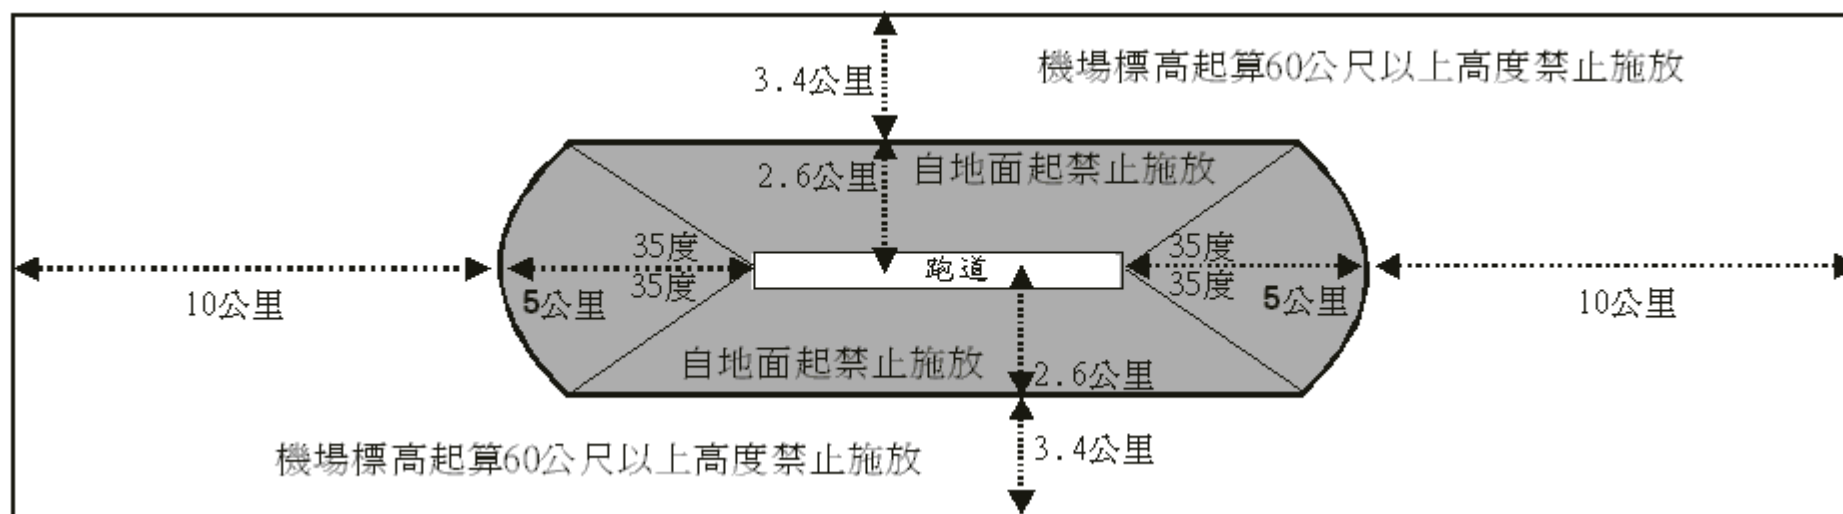 機場標高起算60公尺以上高度禁止施放
3.4公里
2.6公里
自地面起禁止施放
35度
35度
跑道
35度
35度
10公里
5公里
5公里
10公里
自地面起禁止施放
2.6公里
機場標高起算60公尺以上高度禁止施放
3.4公里